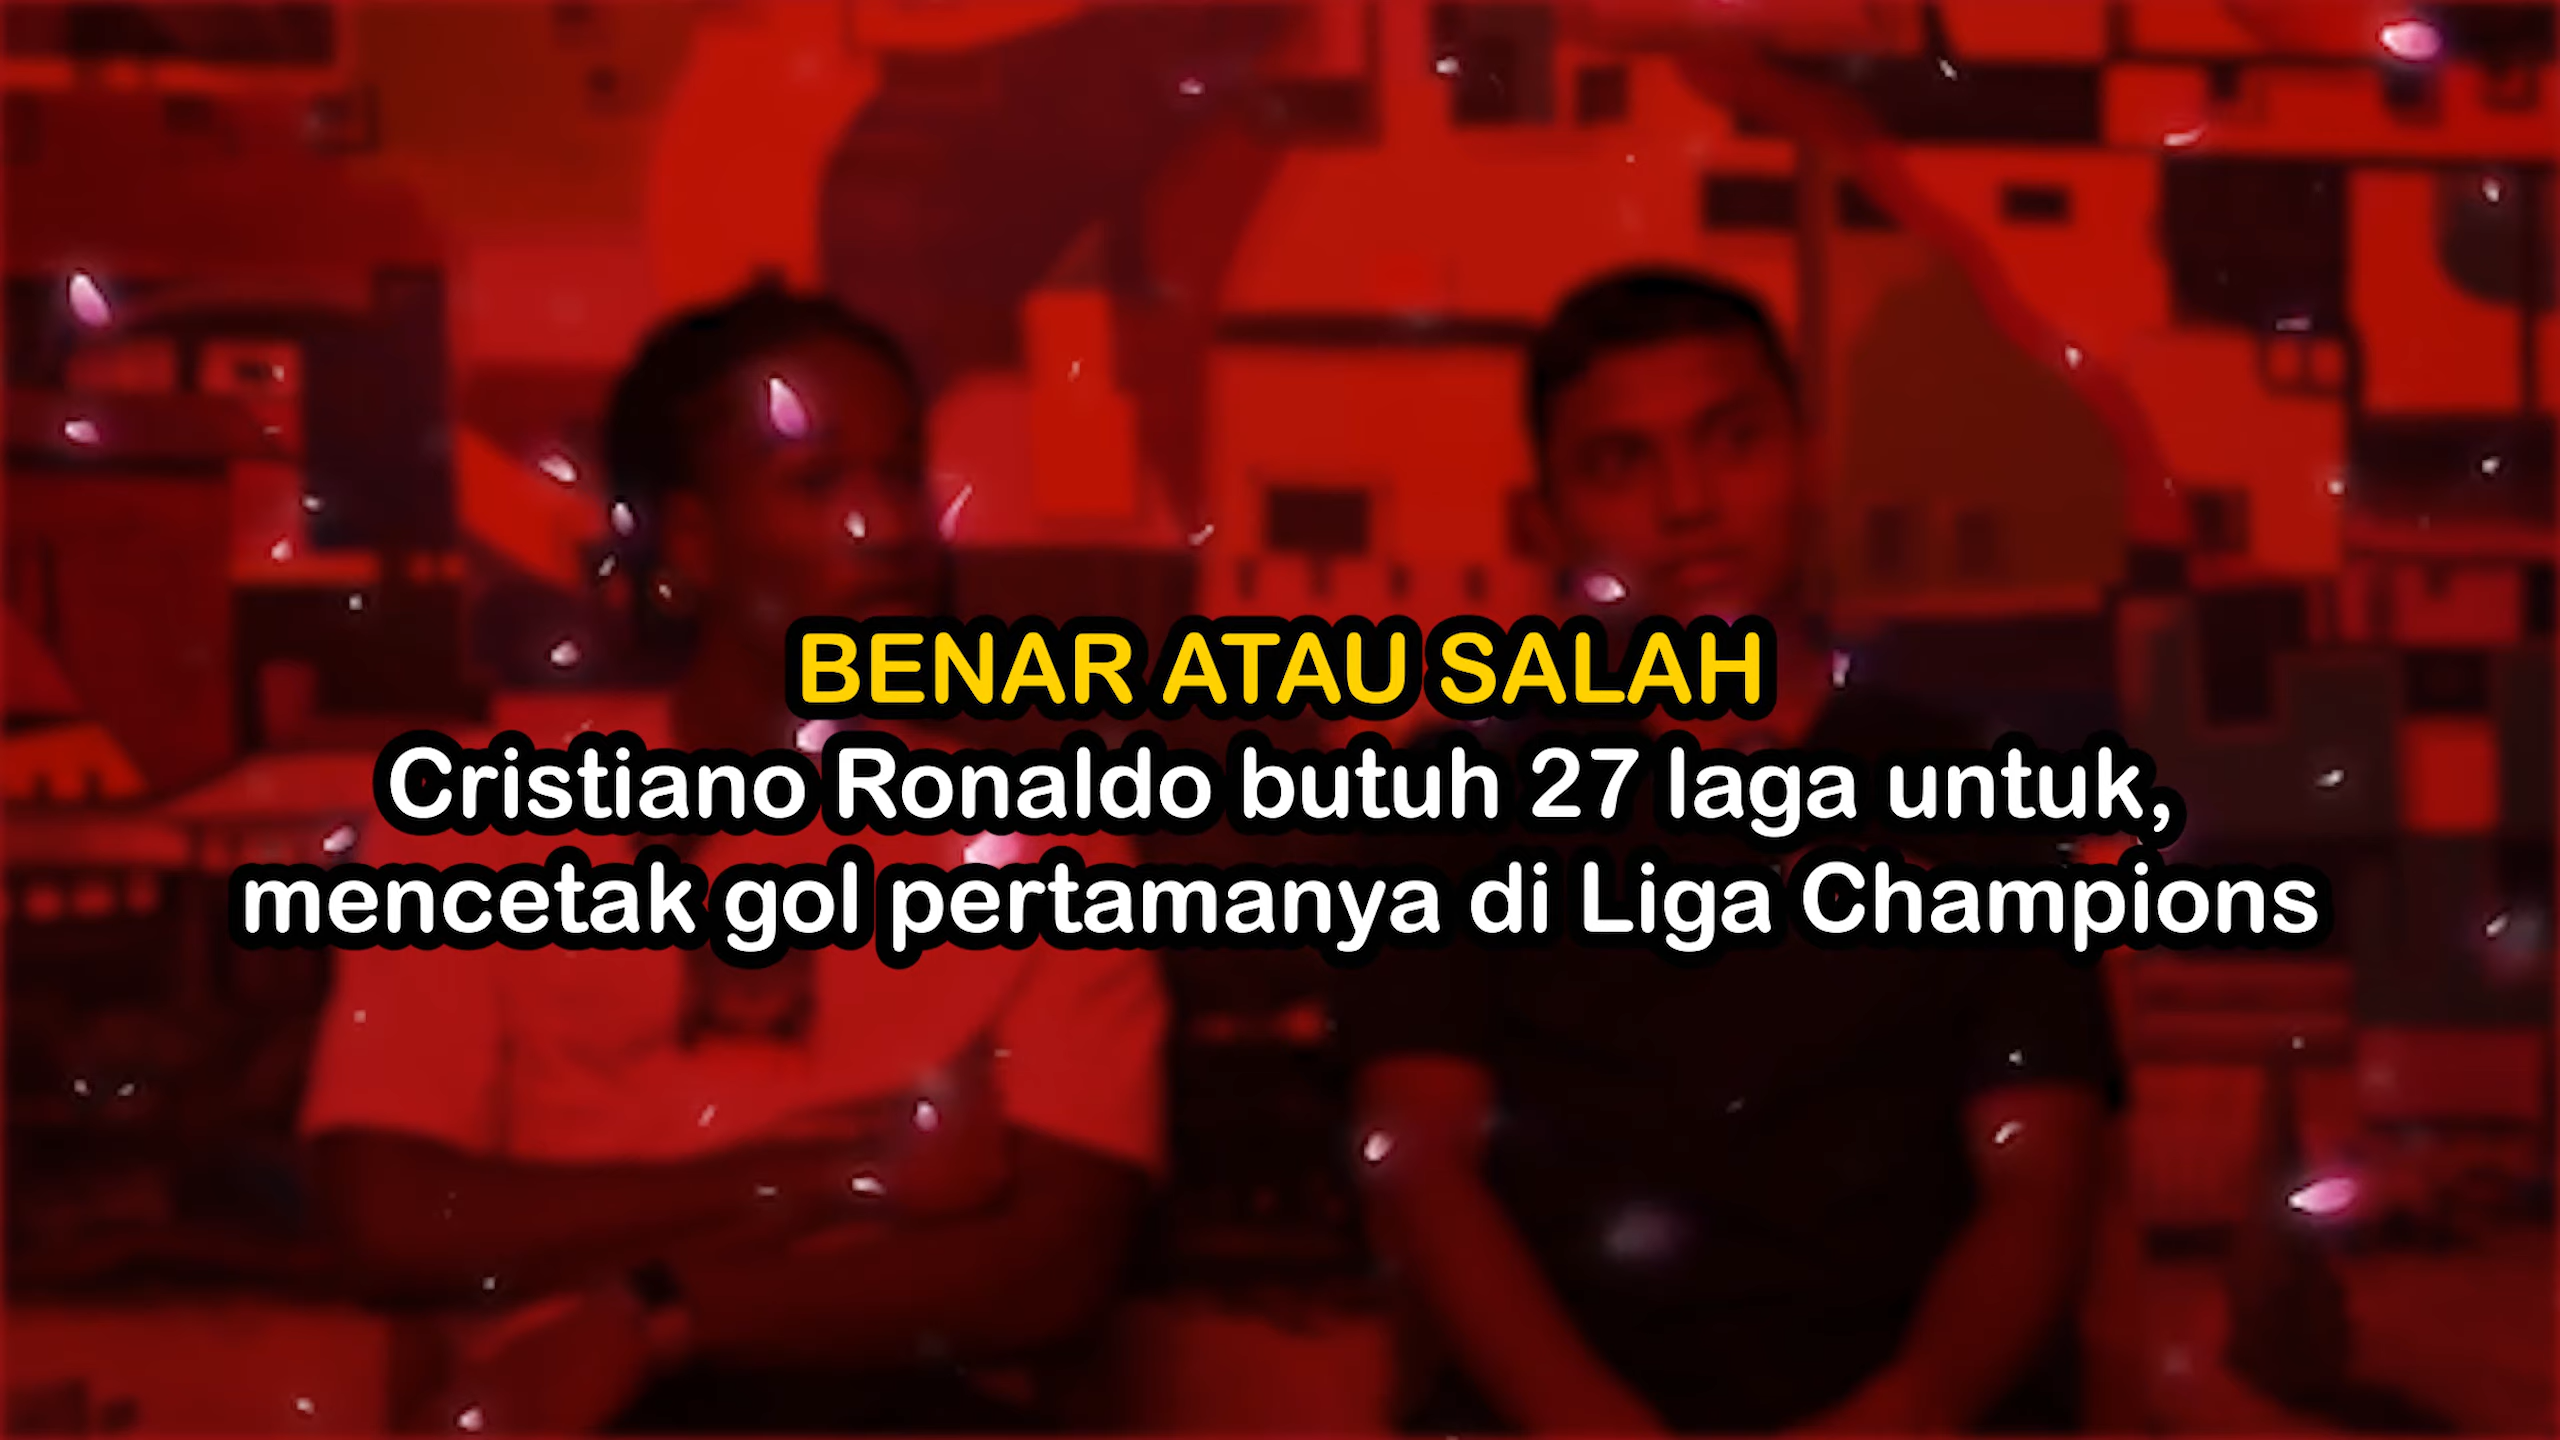 BENAR ATAU SALAH
Cristiano Ronaldo butuh 27 laga untuk,
mencetak gol pertamanya di Liga Champions